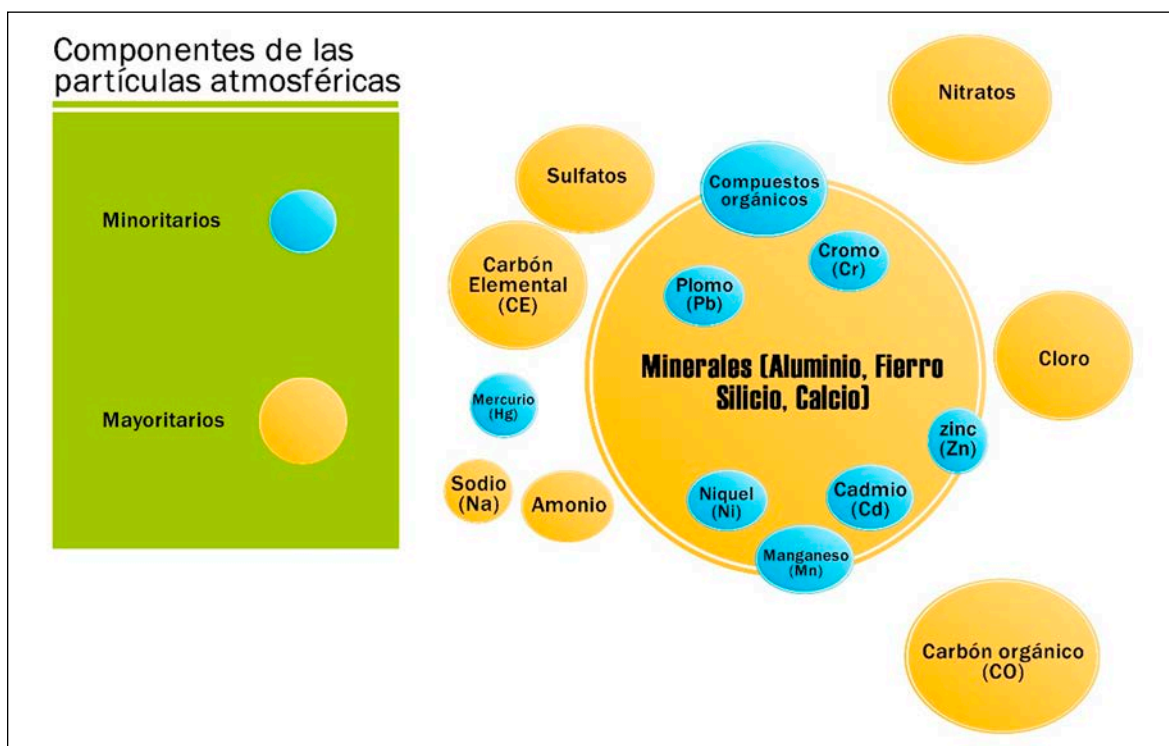 Componentes de las
partículas atmosféricas
Minoritarios
Mayoritarios
Nitratos
Sulfatos
Compuestos
orgánicos
Carbón
Elemental
(CE)
Cromo
(Cr)
Plomo
(Pb)
Minerales (Aluminio, Fierro
Silicio, Calcio)
Cloro
Mercurio
(Hg)
zinc
(Zn)
Sodio
(Na)
Amonio
Niquel
(Ni)
Cadmio
(Cd)
Manganeso
(Mn)
Carbón orgánico
(CO)